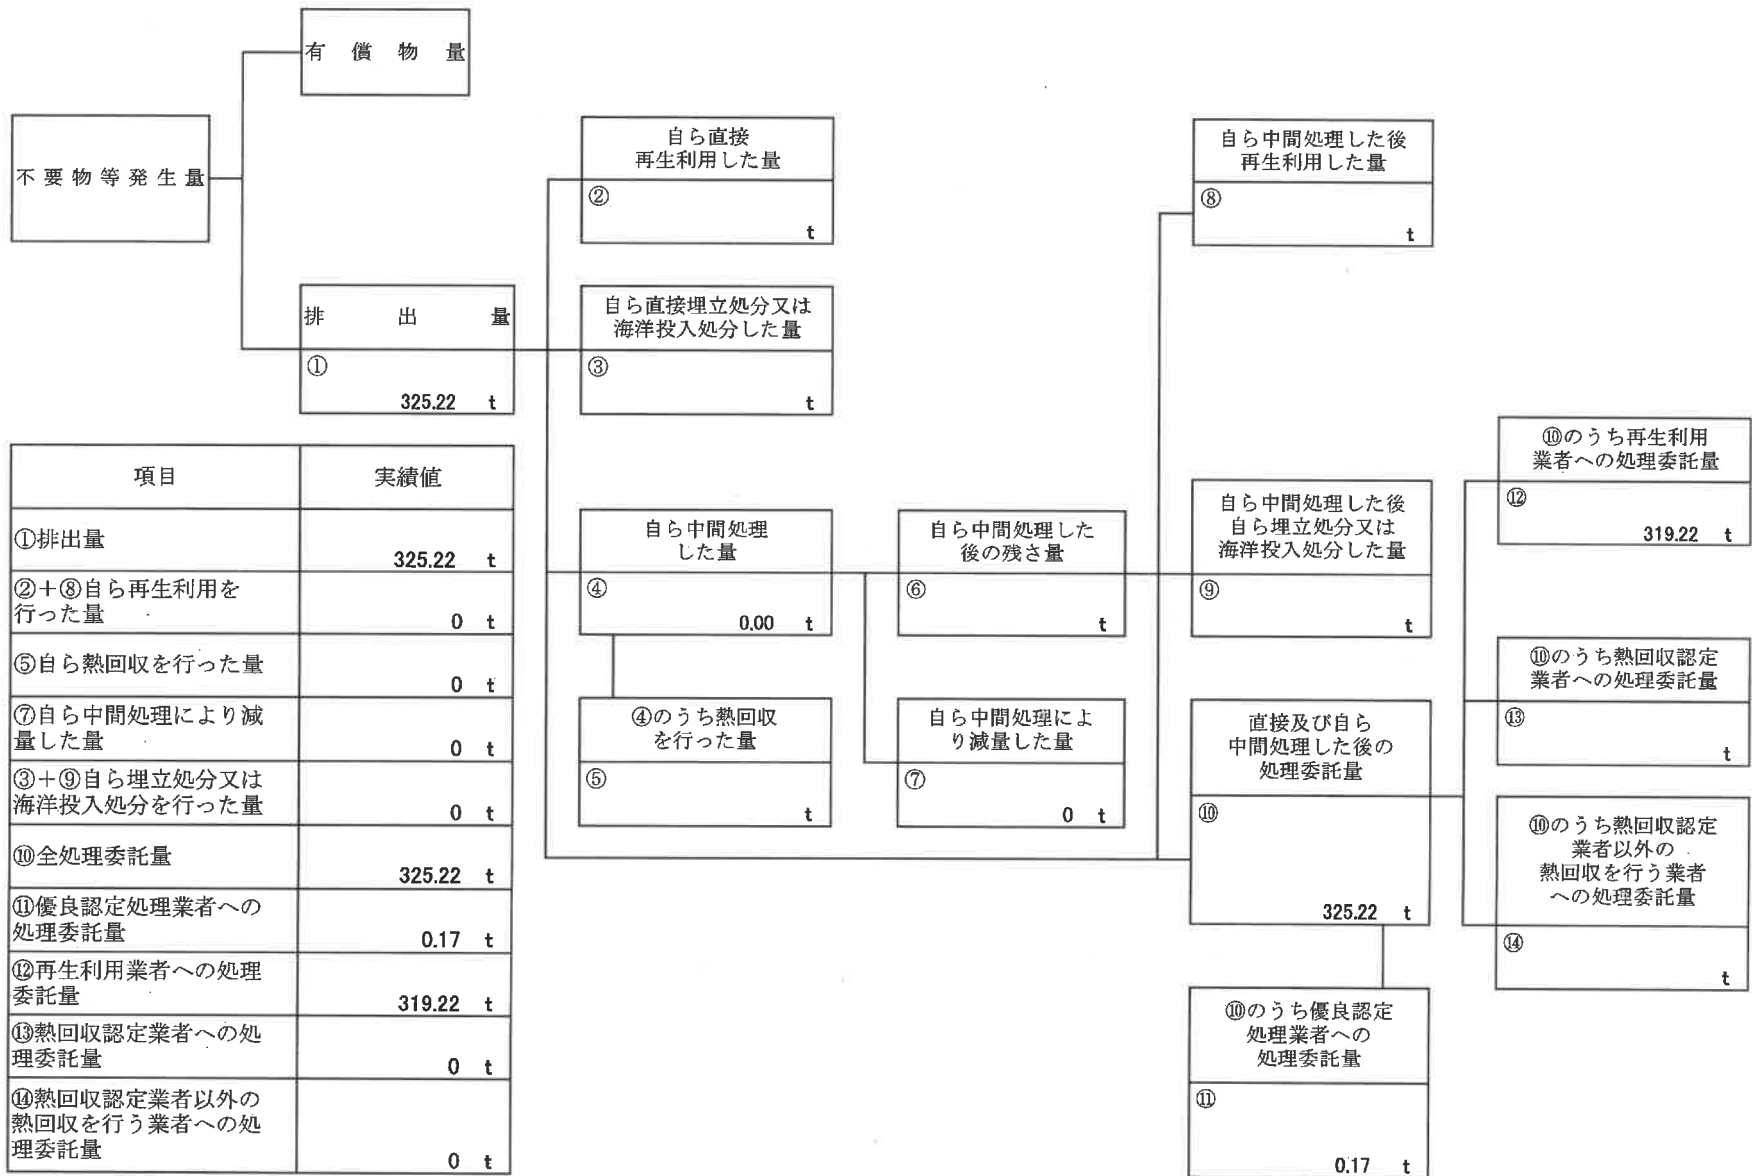 有償物量
不要物等発生量
排出量
①
325.22 t
自ら直接
再生利用した量
②
t
自ら直接埋立処分又は
海洋投入処分した量
③
t
自ら中間処理
した量
④
0.00 t
④のうち熱回収
を行った量
⑤
t
自ら中間処理した
後の残さ量
⑥
t
自ら中間処理によ
り減量した量
⑦
0 t
自ら中間処理した後
再生利用した量
⑧
t
自ら中間処理した後
自ら埋立処分又は
海洋投入処分した量
⑨
t
直接及び自ら
中間処理した後の
処理委託量
⑩
325.22 t
⑩のうち優良認定
処理業者への
処理委託量
⑪
0.17 t
⑩のうち再生利用
業者への処理委託量
⑫
319.22 t
⑩のうち熱回収認定
業者への処理委託量
⑬
t
⑩のうち熱回収認定
業者以外の
熱回収を行う業者
への処理委託量
⑭
t
項目 実績値
①排出量
325.22 t
②+⑧自ら再生利用を
行った量
0 t
⑤自ら熱回収を行った量
0 t
⑦自ら中間処理により減
量した量
0 t
③+⑨自ら埋立処分又は
海洋投入処分を行った量
0 t
⑩全処理委託量
325.22 t
⑪優良認定処理業者への
処理委託量
0.17 t
⑫再生利用業者への処理
委託量
319.22 t
⑬熱回収認定業者への処
理委託量
0 t
⑭熱回収認定業者以外の
熱回収を行う業者への処
理委託量
0 t